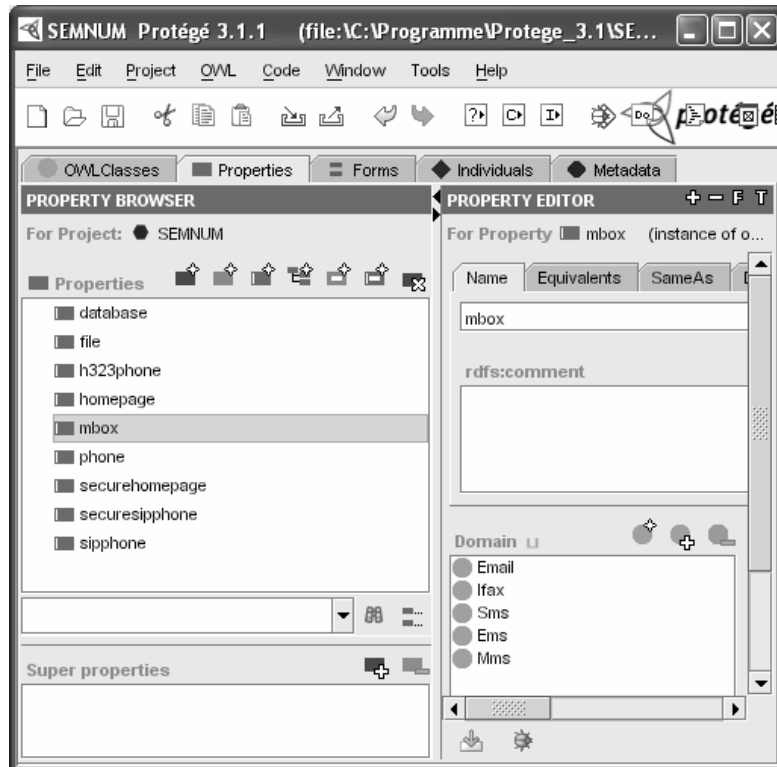 SEMNUM Protégé 3.1.1 (file:\C:\Programme\Protege_3.1\SE...
File Edit Project OWL Code Window Tools Help
protégé
OWLClasses Properties Forms Individuals Metadata
PROPERTY BROWSER
For Project: SEMNUM
Properties
database
file
h323phone
homepage
mbox
phone
securehomepage
securesipphone
sipphone
Super properties
PROPERTY EDITOR F T
For Property mbox (instance of o...
Name Equivalents SameAs
mbox
rdfs:comment
Domain
Email
Ifax
Sms
Ems
Mms